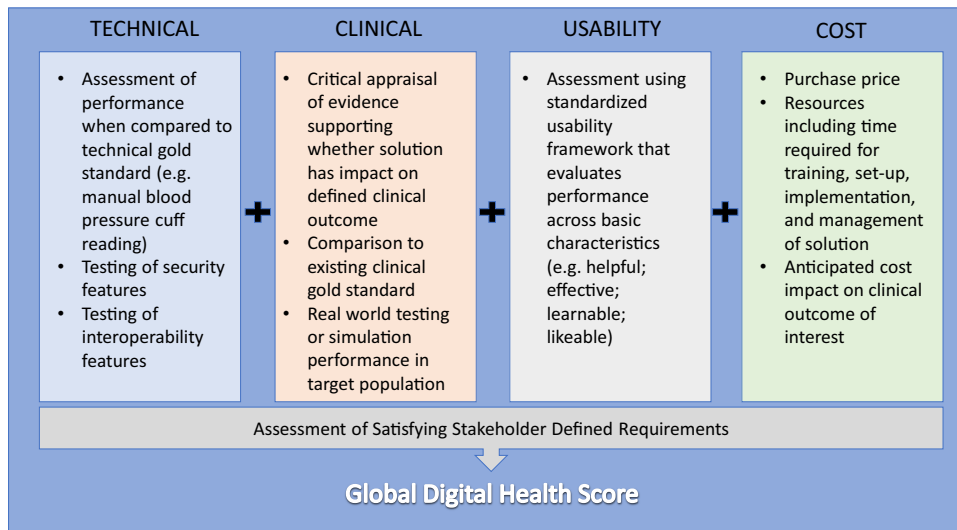 TECHNICAL
• Assessment of
performance
when compared to
technical gold
standard (e.g.
manual blood
pressure cuff
reading)
• Testing of security
features
• Testing of
interoperability
features
CLINICAL
• Critical appraisal
of evidence
supporting
whether solution
has impact on
defined clinical
outcome
• Comparison to
existing clinical
gold standard
• Real world testing
or simulation
performance in
target population
USABILITY
• Assessment using
standardized
usability
framework that
evaluates
performance
across basic
characteristics
(e.g. helpful;
effective;
learnable;
likeable)
COST
• Purchase price
• Resources
including time
required for
training, set-up,
implementation,
and management
of solution
• Anticipated cost
impact on clinical
outcome of
interest
Assessment of Satisfying Stakeholder Defined Requirements
Global Digital Health Score